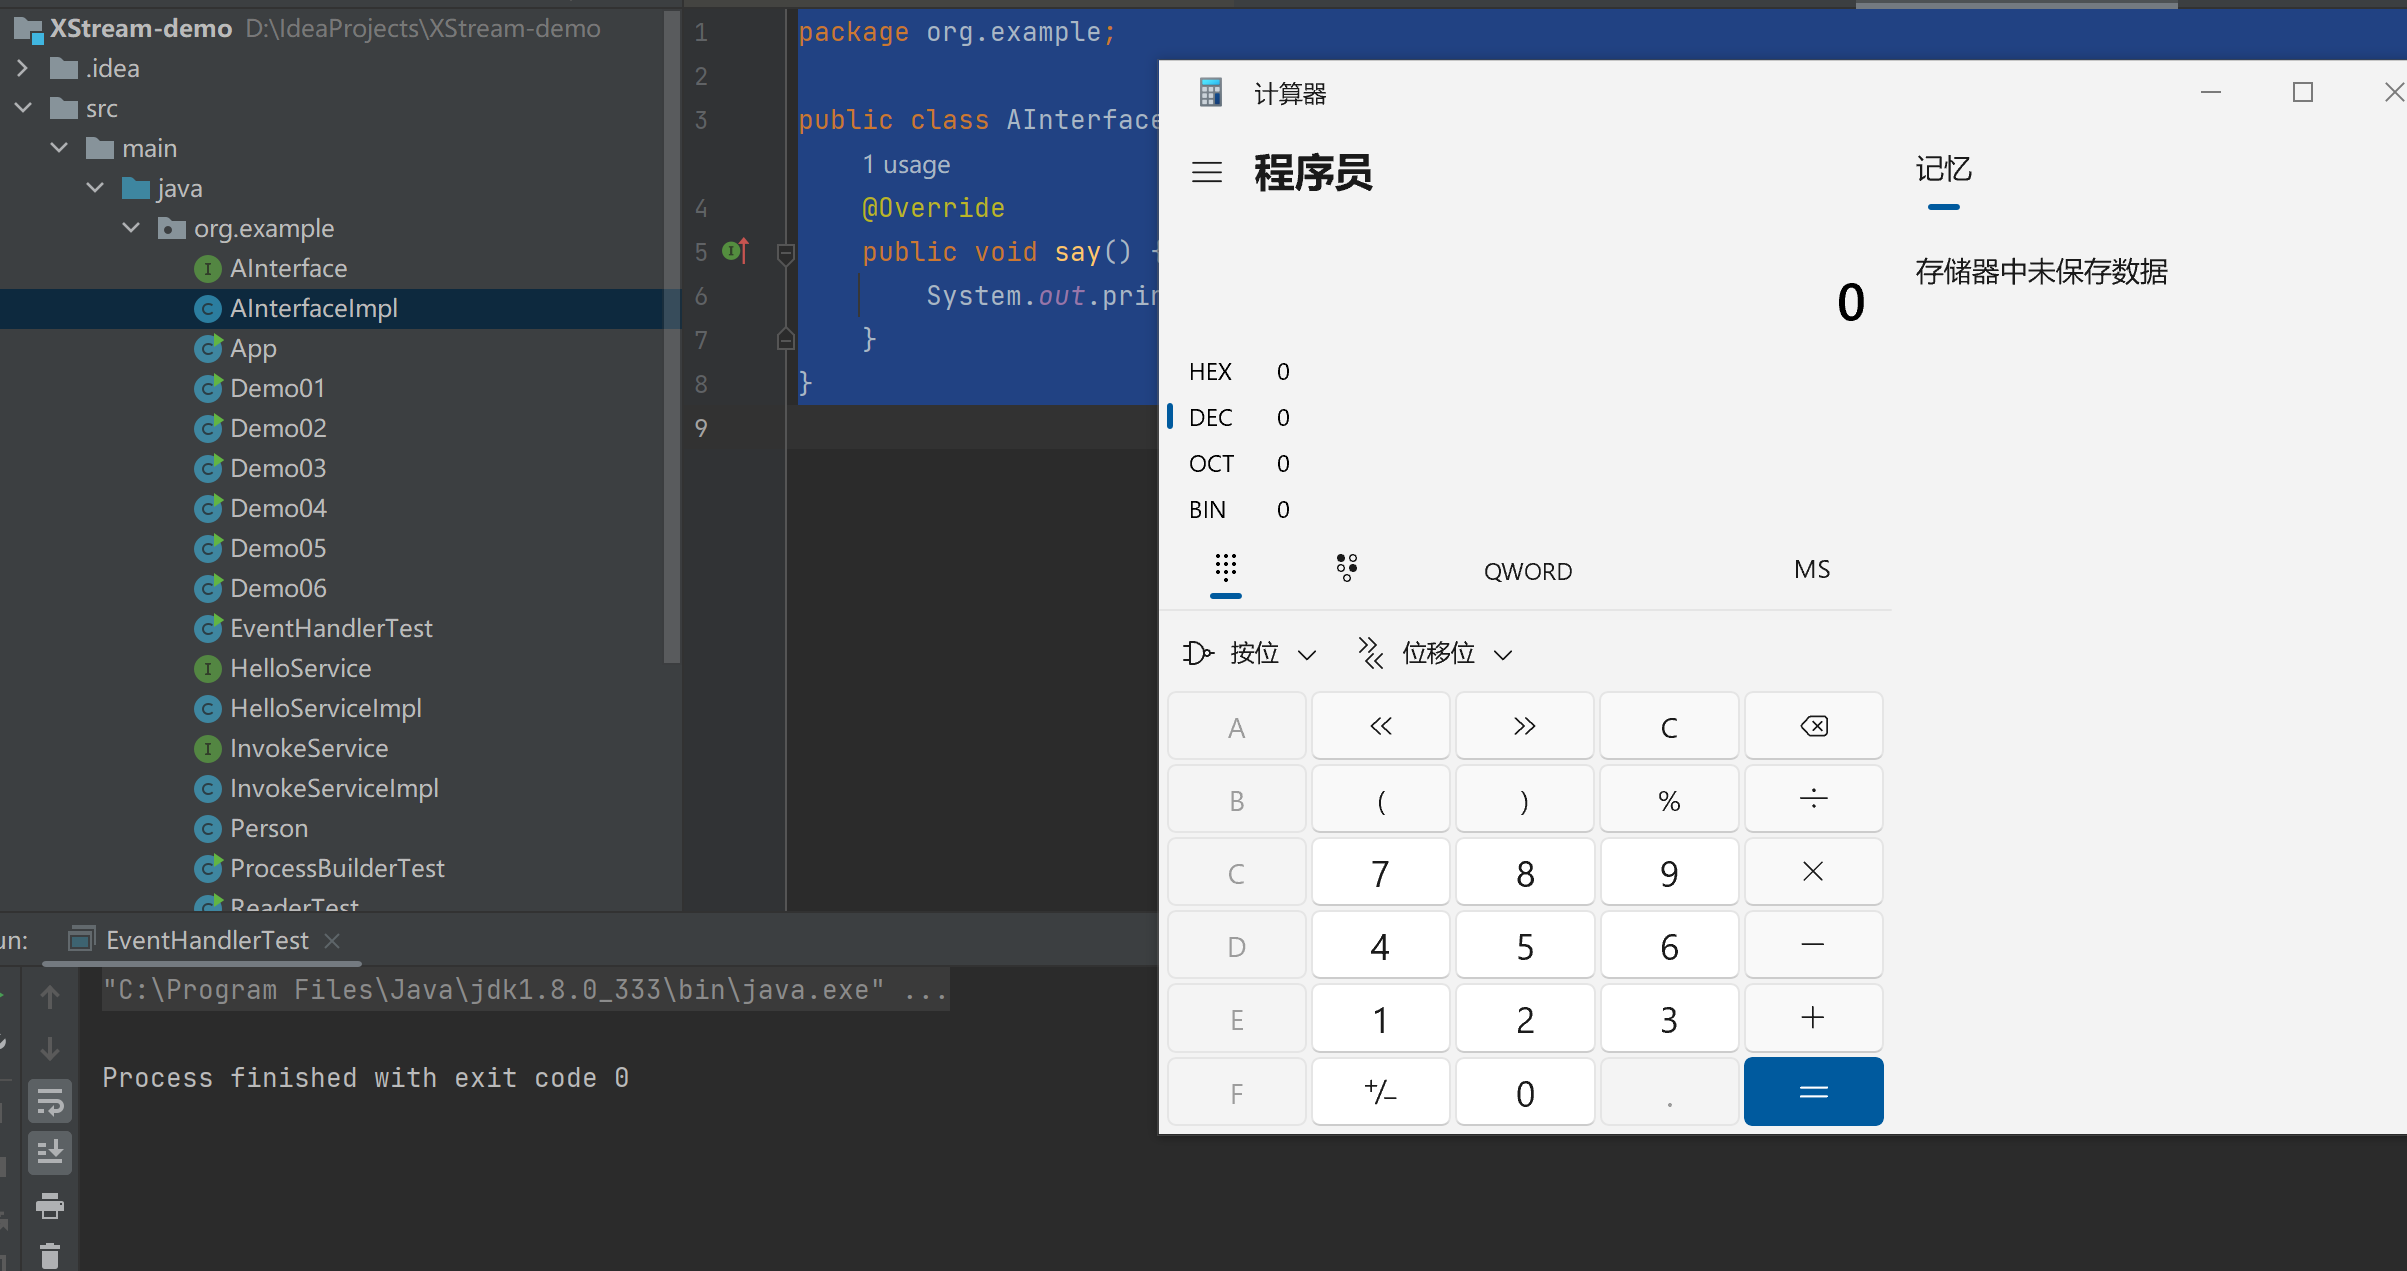 XStream-demo D:\IdeaProjects\XStream-demo
.idea
src
main
java
org.example
AInterface
AInterfaceImpl
App
Demo01
Demo02
Demo03
Demo04
Demo05
Demo06
EventHandlerTest
HelloService
HelloServiceImpl
InvokeService
InvokeServiceImpl
Person
ProcessBuilderTest
ReaderTest
1 package org.example;
2
3 public class AInterface
1 usage
4 @Override
5 public void say() {
6 System.out.prin
7 }
8 }
9
计算器
程序员
记忆
存储器中未保存数据
0
HEX 0
DEC 0
OCT 0
BIN 0
QWORD MS
按位 位移位
A C
B ( ) % ÷
C 7 8 9 ×
D 4 5 6 −
E 1 2 3 +
F +/− 0 . =
un: EventHandlerTest
"C:\Program Files\Java\jdk1.8.0_333\bin\java.exe" ...
Process finished with exit code 0